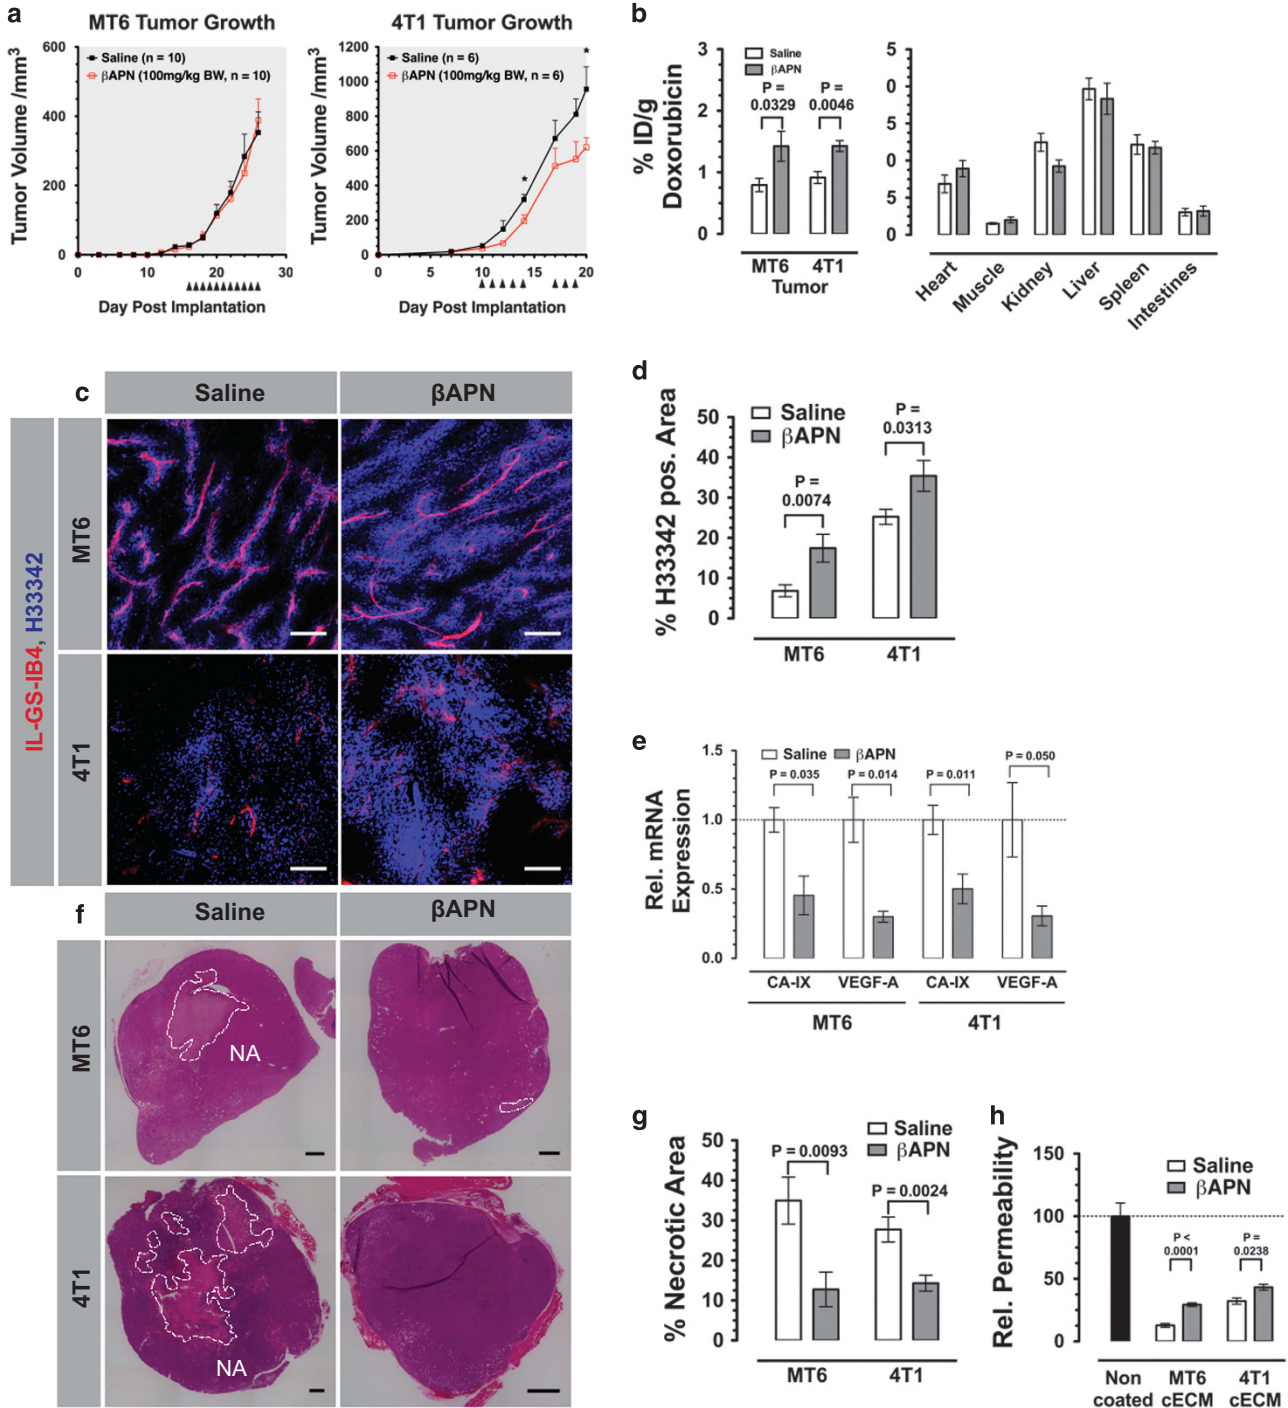 a
MT6 Tumor Growth
Tumor Volume /mm3
600
400
200
0
Saline (n = 10)
βAPN (100mg/kg BW, n = 10)
0 10 20 30
Day Post Implantation
4T1 Tumor Growth
Tumor Volume /mm3
1200
1000
800
600
400
200
0
Saline (n = 6)
βAPN (100mg/kg BW, n = 6)
*
*
0 5 10 15 20
Day Post Implantation
b
% ID/g
Doxorubicin
3
2
1
0
Saline
βAPN
P =
0.0329
P =
0.0046
MT6 4T1
Tumor
5
0
5
0
5
0
Heart
Muscle
Kidney
Liver
Spleen
Intestines
c
Saline
βAPN
IL-GS-IB4, H33342
MT6
4T1
d
% H33342 pos. Area
50
40
30
20
10
0
Saline
βAPN
P =
0.0074
P =
0.0313
MT6 4T1
e
Rel. mRNA
Expression
1.5
1.0
0.5
0.0
Saline βAPN
P = 0.035
P = 0.014
P = 0.011
P = 0.050
CA-IX VEGF-A CA-IX VEGF-A
MT6 4T1
f
Saline
βAPN
MT6
NA
4T1
NA
g
% Necrotic Area
50
40
30
20
10
0
Saline
βAPN
P = 0.0093
P = 0.0024
MT6 4T1
h
Rel. Permeability
150
100
50
0
Saline
βAPN
P <
0.0001
P =
0.0238
Non
coated
MT6
cECM
4T1
cECM